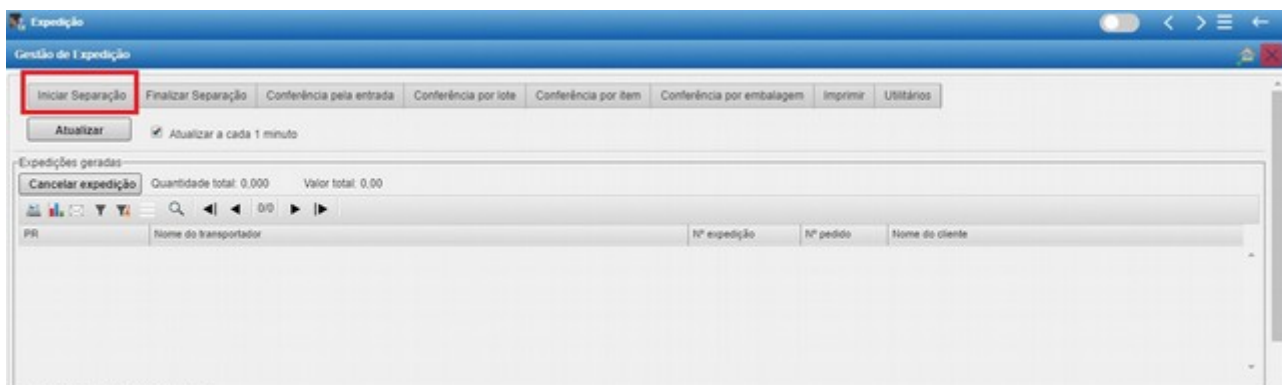 Expedição
Gestão de Expedição
Iniciar Separação Finalizar Separação Conferência pela entrada Conferência por lote Conferência por item Conferência por embalagem Imprimir Utilitários
Atualizar Atualizar a cada 1 minuto
Expedições geradas
Cancelar expedição Quantidade total: 0,000 Valor total: 0,00
0/0
PR Nome do transportador Nº expedição Nº pedido Nome do cliente